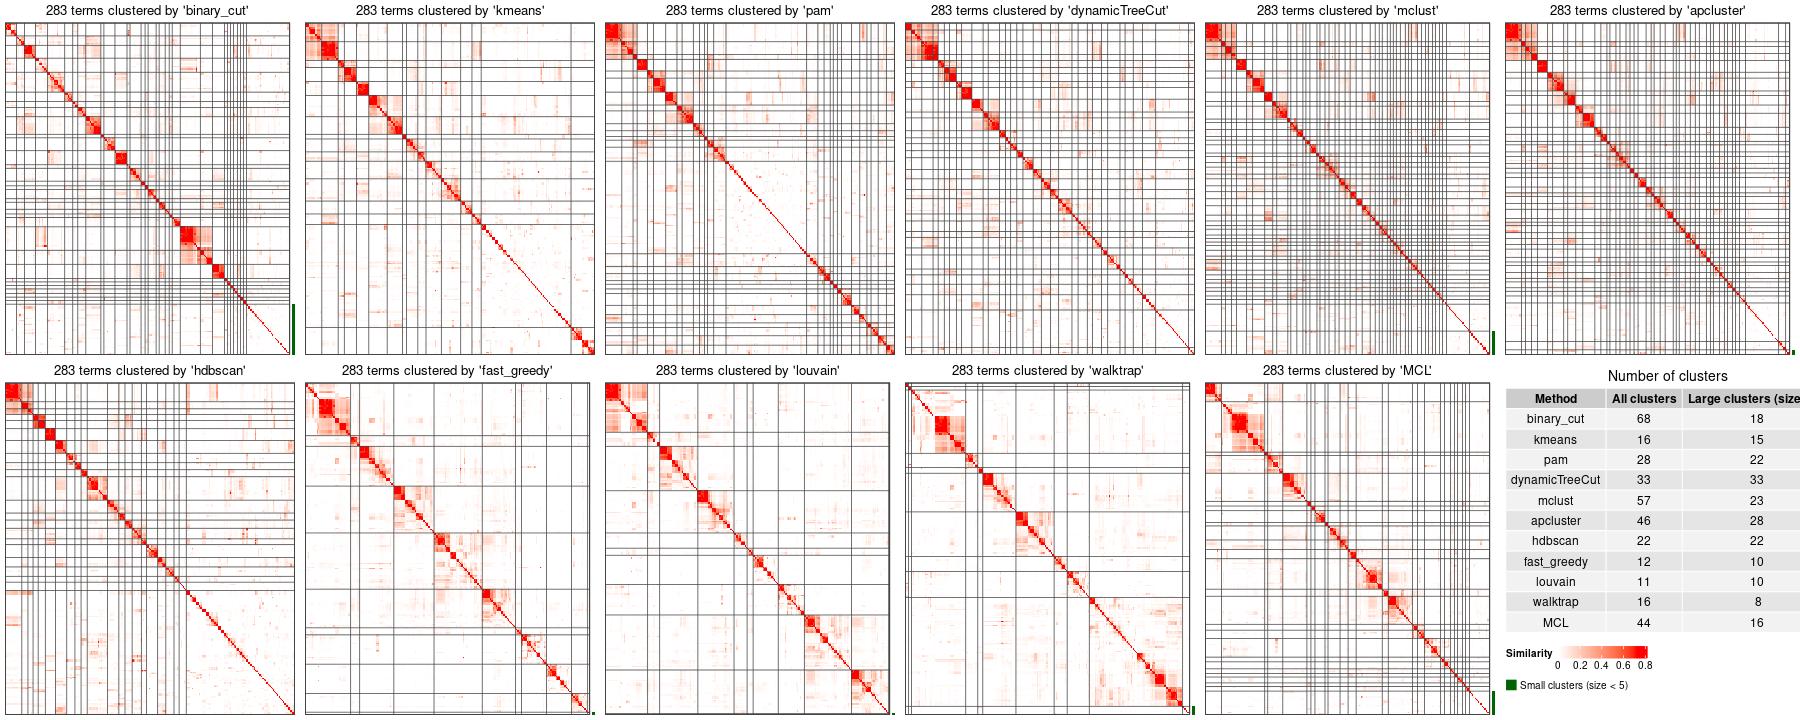 283 terms clustered by 'binary_cut'
283 terms clustered by 'kmeans'
283 terms clustered by 'pam'
283 terms clustered by 'dynamicTreeCut'
283 terms clustered by 'mclust'
283 terms clustered by 'apcluster'
283 terms clustered by 'hdbscan'
283 terms clustered by 'fast_greedy'
283 terms clustered by 'louvain'
283 terms clustered by 'walktrap'
283 terms clustered by 'MCL'
Number of clusters
Method All clusters Large clusters (size
binary_cut 68 18
kmeans 16 15
pam 28 22
dynamicTreeCut 33 33
mclust 57 23
apcluster 46 28
hdbscan 22 22
fast_greedy 12 10
louvain 11 10
walktrap 16 8
MCL 44 16
Similarity
0 0.2 0.4 0.6 0.8
Small clusters (size < 5)